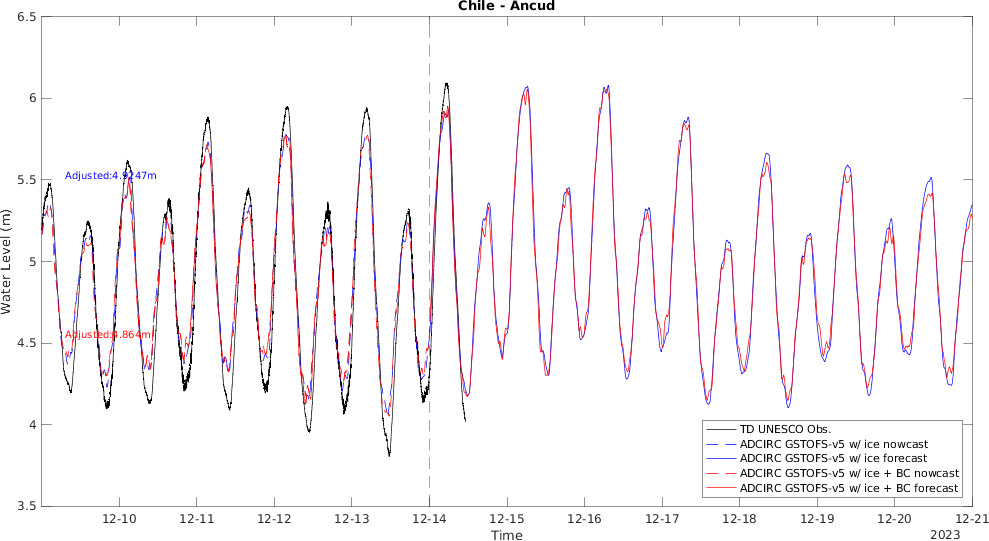 Chile - Ancud
6.5
6
5.5
5
4.5
4
3.5
Water Level (m)
Adjusted:4.9247m
Adjusted:4.864m
TD UNESCO Obs.
ADCIRC GSTOFS-v5 w/ ice nowcast
ADCIRC GSTOFS-v5 w/ ice forecast
ADCIRC GSTOFS-v5 w/ ice + BC nowcast
ADCIRC GSTOFS-v5 w/ ice + BC forecast
12-10 12-11 12-12 12-13 12-14 12-15 12-16 12-17 12-18 12-19 12-20 12-21
Time
2023